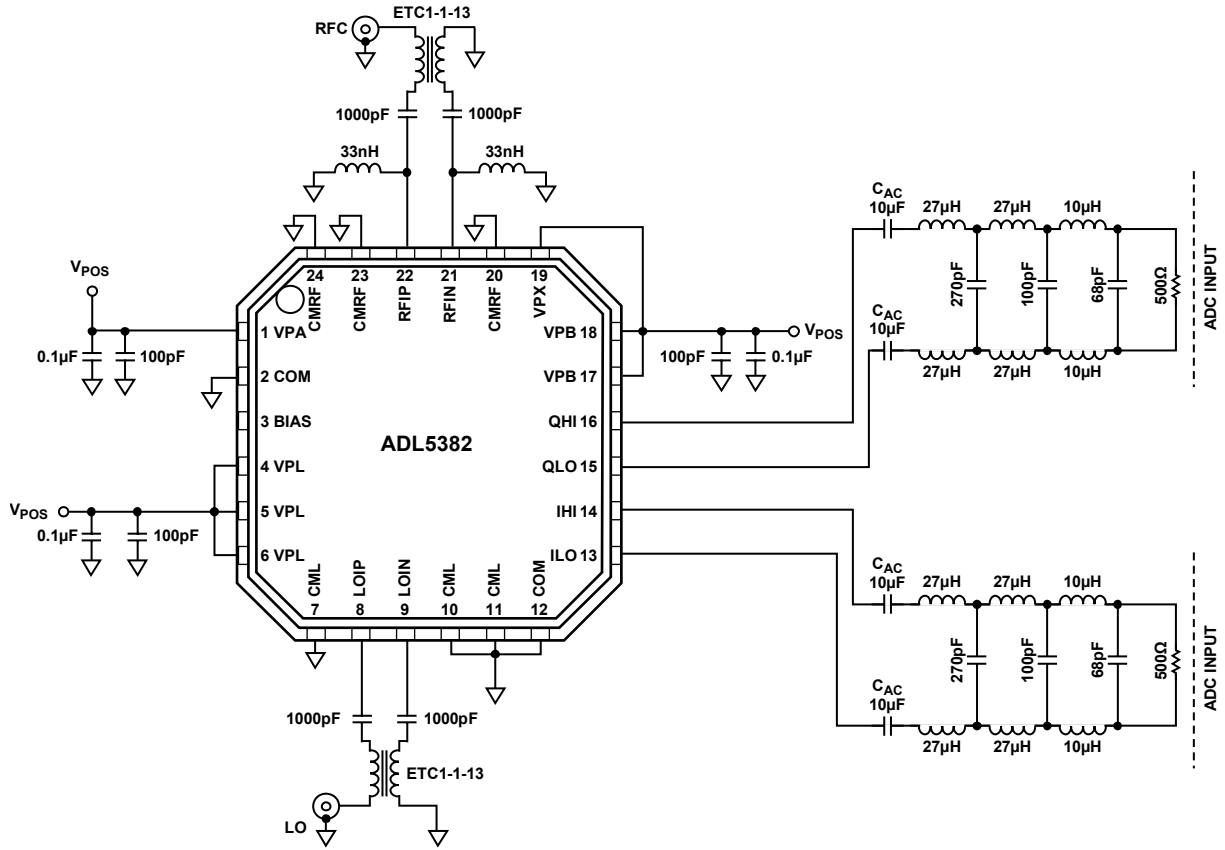 ETC1-1-13
RFC
1000pF
1000pF
33nH
33nH
VPOS
0.1µF
100pF
24
23
22
21
20
19
CMRF
CMRF
RFIP
RFIN
CMRF
VPX
1 VPA
2 COM
3 BIAS
4 VPL
5 VPL
6 VPL
ADL5382
VPB 18
VPB 17
QHI 16
QLO 15
IHI 14
ILO 13
CML
LOIP
LOIN
CML
CML
COM
7
8
9
10
11
12
VPOS
0.1µF
100pF
100pF
0.1µF
VPOS
1000pF
1000pF
ETC1-1-13
LO
CAC
10µF
27µH
27µH
10µH
270pF
100pF
68pF
500Ω
ADC INPUT
CAC
10µF
27µH
27µH
10µH
CAC
10µF
27µH
27µH
10µH
270pF
100pF
68pF
500Ω
ADC INPUT
CAC
10µF
27µH
27µH
10µH